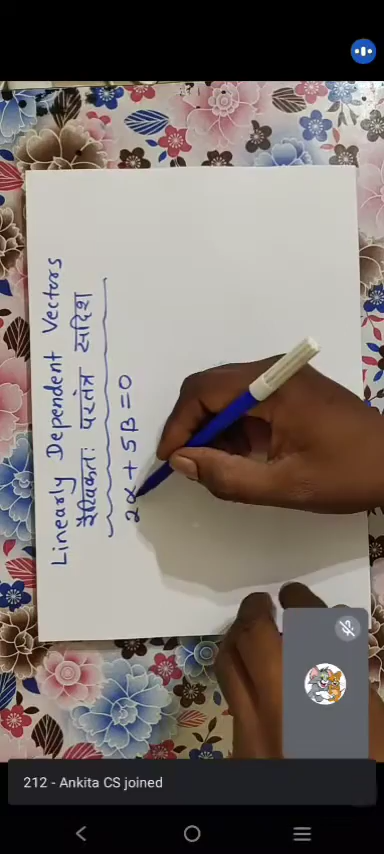 Linearly Dependent Vectors
रैखिकतः परतंत्र सदिश
2α + 5β = 0
212 - Ankita CS joined